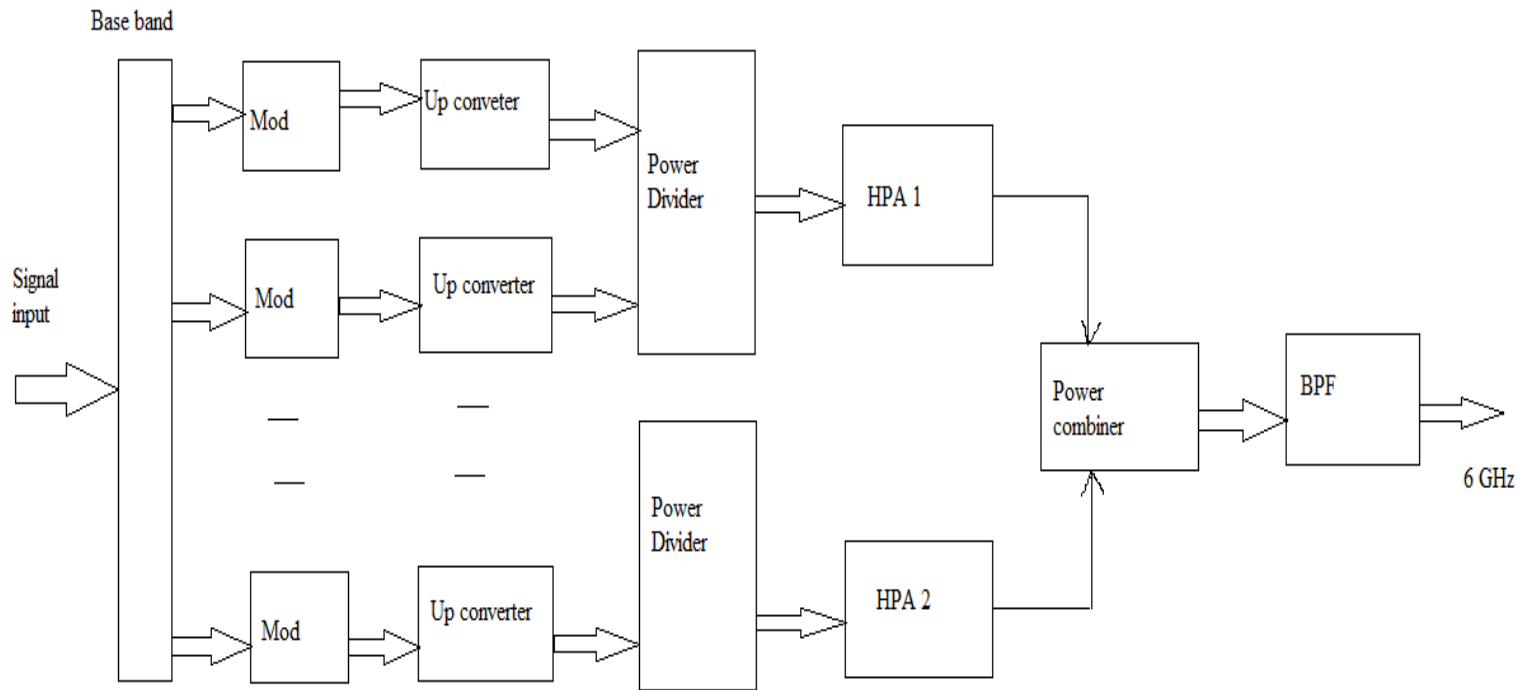 Base band
Mod
Up conveter
Power
Divider
HPA 1
Signal
input
Mod
Up converter
Power
combiner
BPF
6 GHz
Power
Divider
HPA 2
Mod
Up converter